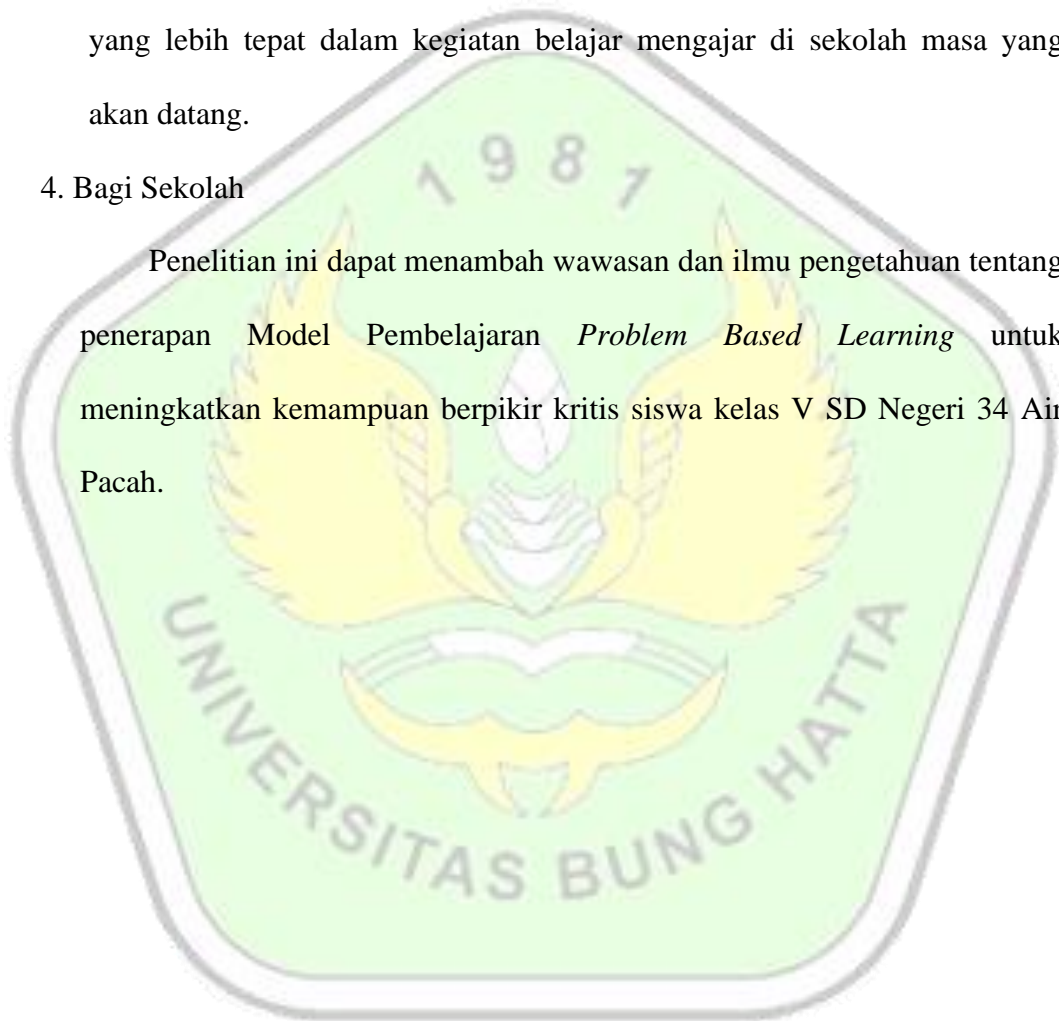 yang lebih tepat dalam kegiatan belajar mengajar di sekolah masa yang
akan datang.
1981
4. Bagi Sekolah
Penelitian ini dapat menambah wawasan dan ilmu pengetahuan tentang
penerapan Model Pembelajaran Problem Based Learning untuk
meningkatkan kemampuan berpikir kritis siswa kelas V SD Negeri 34 Air
Pacah.
UNIVERSITAS BUNG HATTA